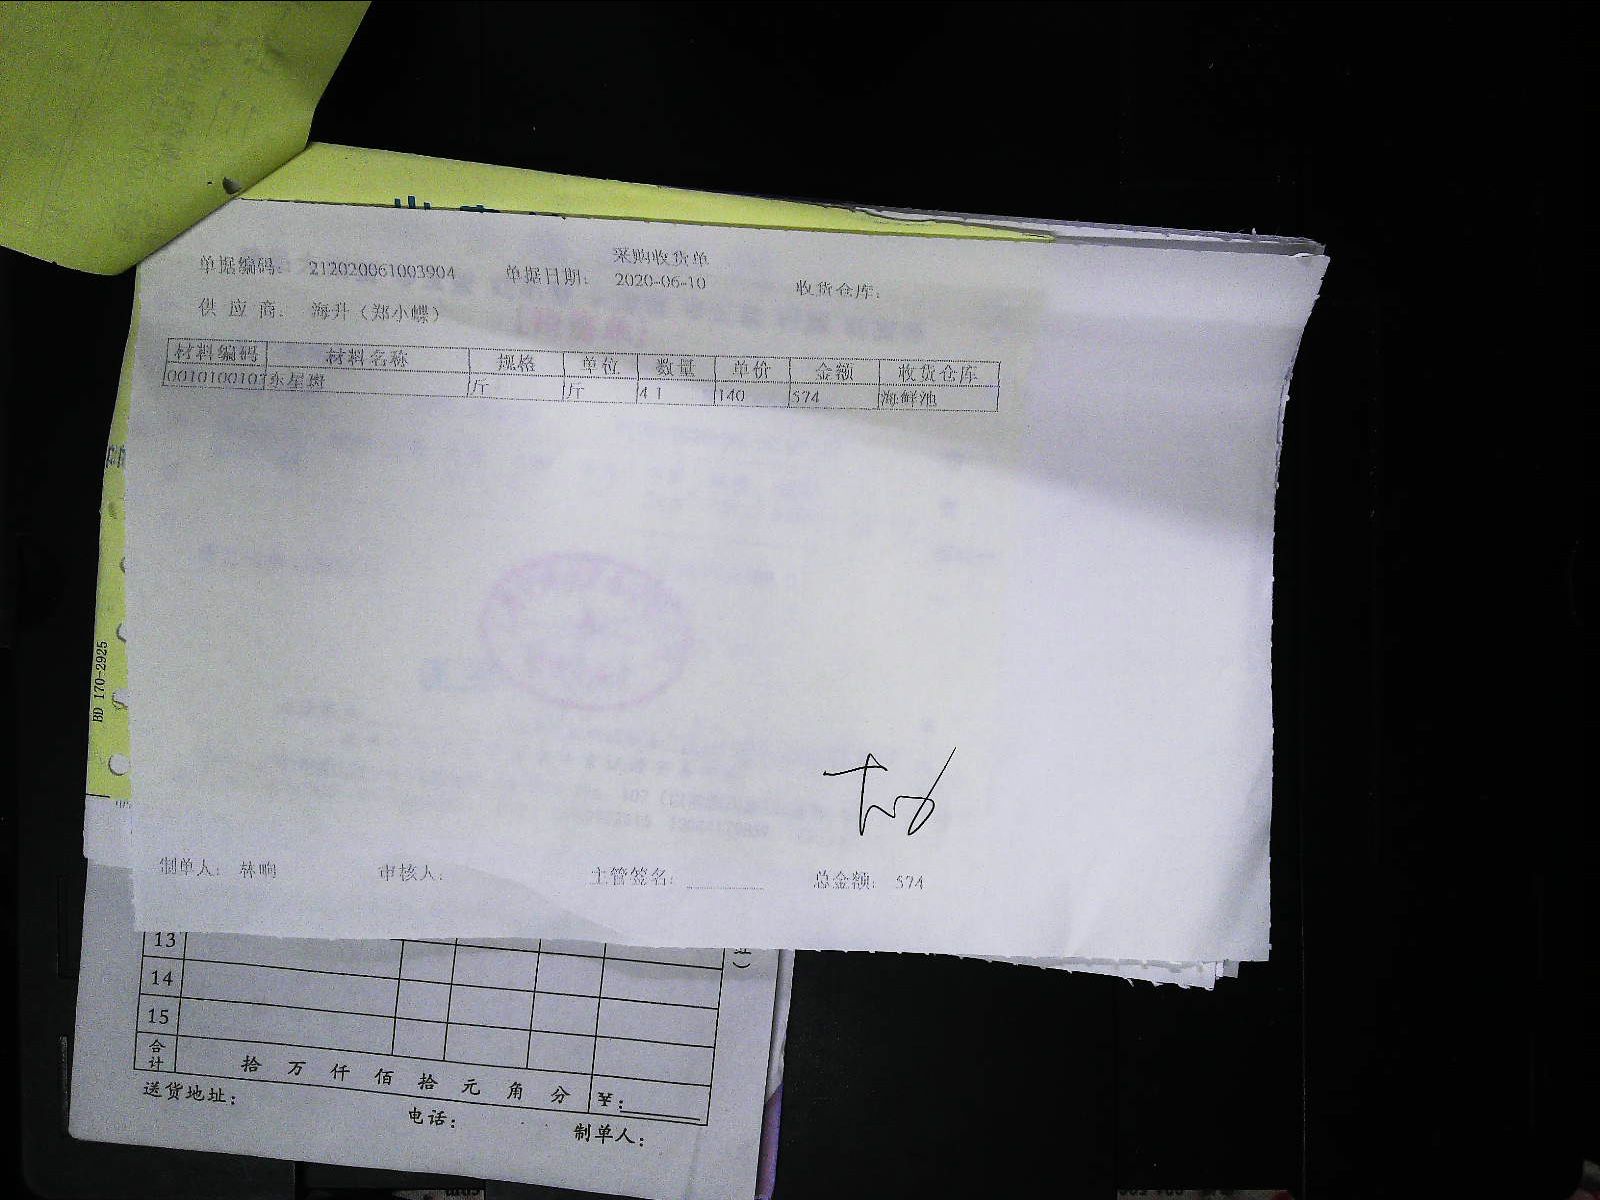 采购收货单
单据编码: 212020061003904 单据日期: 2020-06-10 收货仓库:
供应商: 海升（郑小蝶）
材料编码 材料名称 规格 单位 数量 单价 金额 收货仓库
0010100107 东星斑 斤 斤 4.1 140 574 海鲜池
制单人: 林响 审核人: 主管签名: 总金额: 574
BD 170-2925
13
14
15
合计 拾 万 仟 佰 拾 元 角 分 ¥:
送货地址: 电话: 制单人: